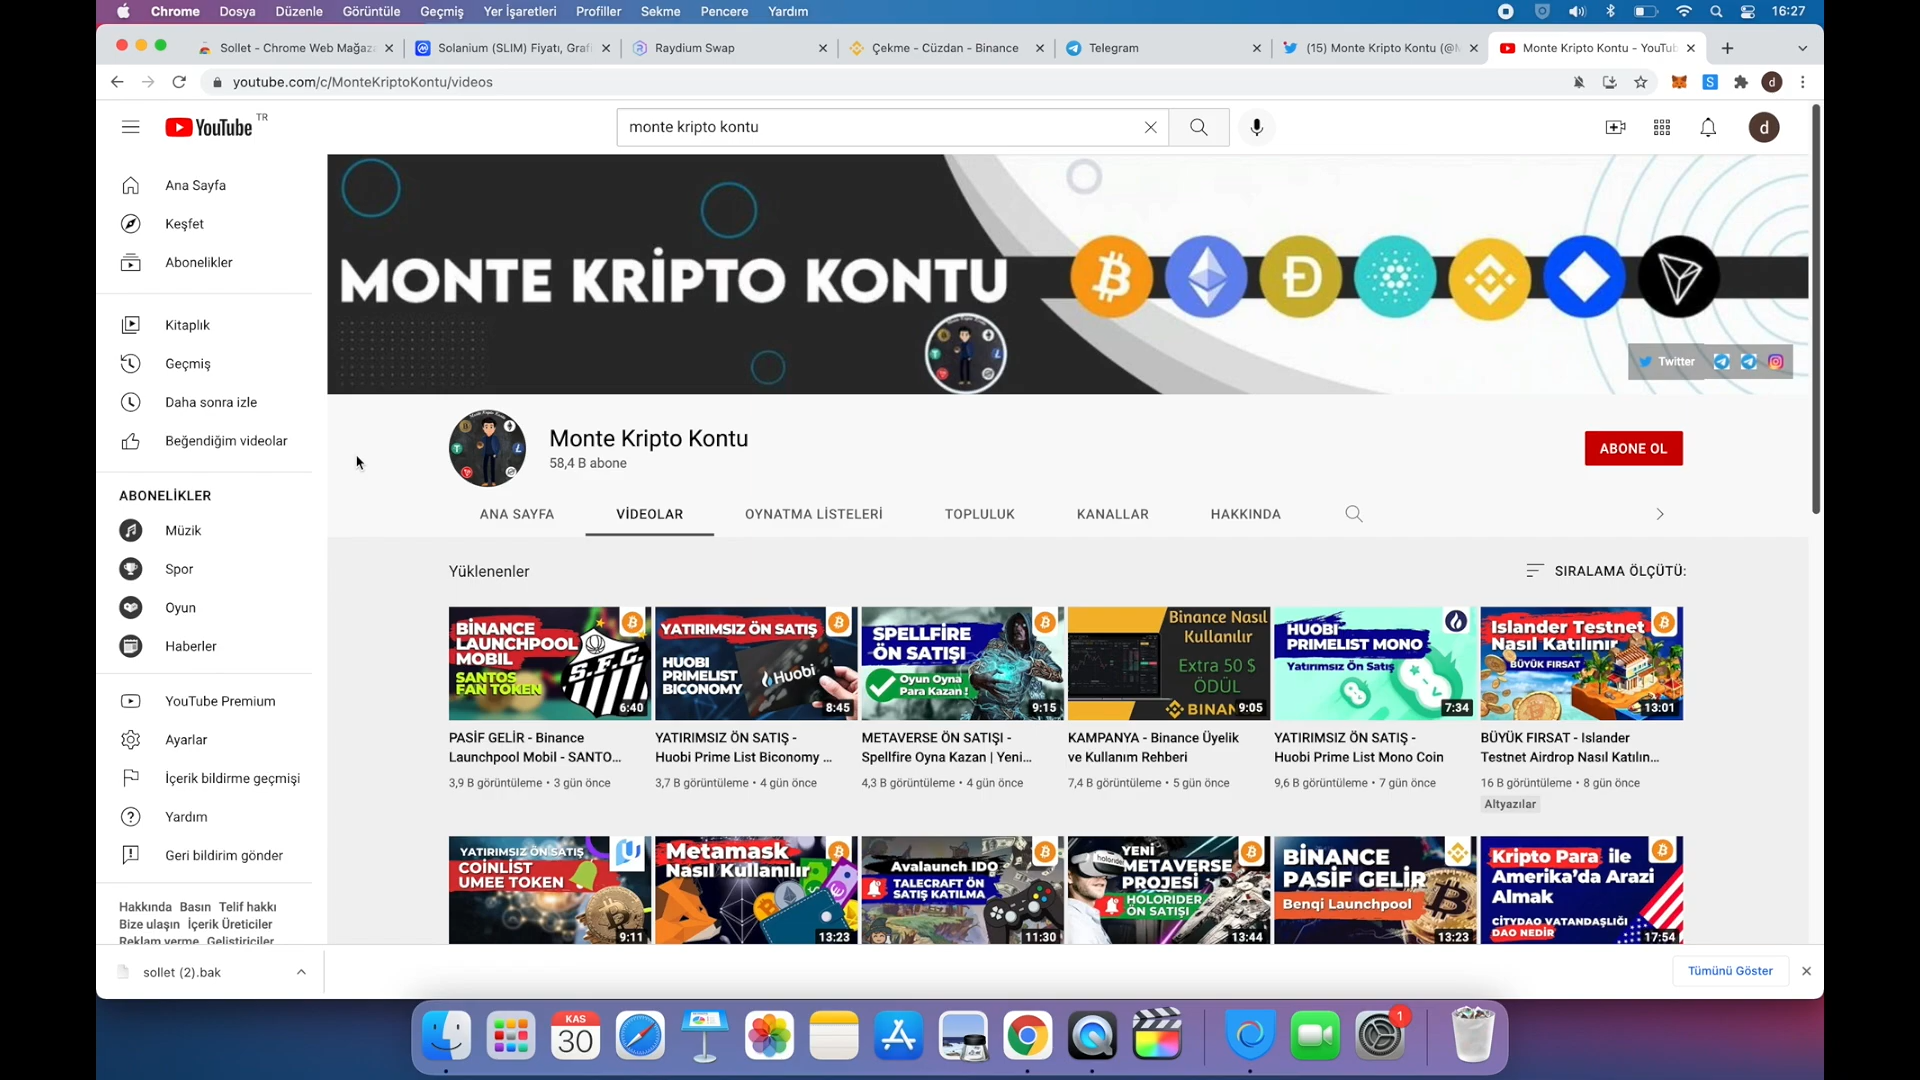 Chrome Dosya Düzenle Görüntüle Geçmiş Yer İşaretleri Profiller Sekme Pencere Yardım 16:27
Sollet - Chrome Web Mağaz Solanium (SLIM) Fiyatı, Grafi Raydium Swap Çekme - Cüzdan - Binance Telegram (15) Monte Kripto Kontu (@M Monte Kripto Kontu - YouTub
youtube.com/c/MonteKriptoKontu/videos S d
YouTube TR monte kripto kontu d
Ana Sayfa
Keşfet
Abonelikler
Kitaplık
Geçmiş
Daha sonra izle
Beğendiğim videolar
ABONELİKLER
Müzik
Spor
Oyun
Haberler
YouTube Premium
Ayarlar
İçerik bildirme geçmişi
Yardım
Geri bildirim gönder
Hakkında Basın Telif hakkı
Bize ulaşın İçerik Üreticiler
Reklam verme Geliştiriciler
MONTE KRİPTO KONTU
Twitter
Monte Kripto Kontu
58,4 B abone
ABONE OL
ANA SAYFA VİDEOLAR OYNATMA LİSTELERİ TOPLULUK KANALLAR HAKKINDA
Yüklenenler
SIRALAMA ÖLÇÜTÜ:
BİNANCE
LAUNCHPOOL
MOBİL
SANTOS
FAN TOKEN
S.F.C
6:40
PASİF GELİR - Binance
Launchpool Mobil - SANTO...
3,9 B görüntüleme • 3 gün önce
YATIRIMSIZ ÖN SATIŞ
HUOBI
PRIMELIST
BICONOMY
Huobi
8:45
YATIRIMSIZ ÖN SATIŞ -
Huobi Prime List Biconomy ...
3,7 B görüntüleme • 4 gün önce
SPELLFİRE
ÖN SATIŞI
Oyun Oyna
Para Kazan !
9:15
METAVERSE ÖN SATIŞI -
Spellfire Oyna Kazan | Yeni...
4,3 B görüntüleme • 4 gün önce
Binance Nasıl
Kullanılır
Extra 50 $
ÖDÜL
BINAN
9:05
KAMPANYA - Binance Üyelik
ve Kullanım Rehberi
7,4 B görüntüleme • 5 gün önce
HUOBI
PRIMELIST MONO
Yatırımsız Ön Satış
7:34
YATIRIMSIZ ÖN SATIŞ -
Huobi Prime List Mono Coin
9,6 B görüntüleme • 7 gün önce
Islander Testnet
Nasıl Katılınır
BÜYÜK FIRSAT
13:01
BÜYÜK FIRSAT - Islander
Testnet Airdrop Nasıl Katılın...
16 B görüntüleme • 8 gün önce
Altyazılar
YATIRIMSIZ ÖN SATIŞ
COİNLİST
UMEE TOKEN
9:11
Metamask
Nasıl Kullanılır
13:23
Avalaunch IDO
TALECRAFT ÖN
SATIŞ KATILMA
11:30
YENİ
METAVERSE
PROJESİ
HOLORIDER
ÖN SATIŞI
holoride
13:44
BİNANCE
PASİF GELİR
Benqi Launchpool
13:23
Kripto Para ile
Amerika'da Arazi
Almak
CİTYDAO VATANDAŞLIĞI
DAO NEDİR
17:54
sollet (2).bak
Tümünü Göster
KAS
30
1